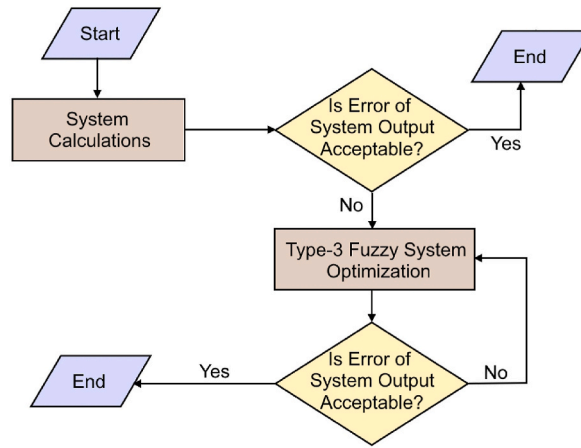 Start
End
System
Calculations
Is Error of
System Output
Acceptable?
Yes
No
Type-3 Fuzzy System
Optimization
Is Error of
System Output
Acceptable?
Yes
No
End